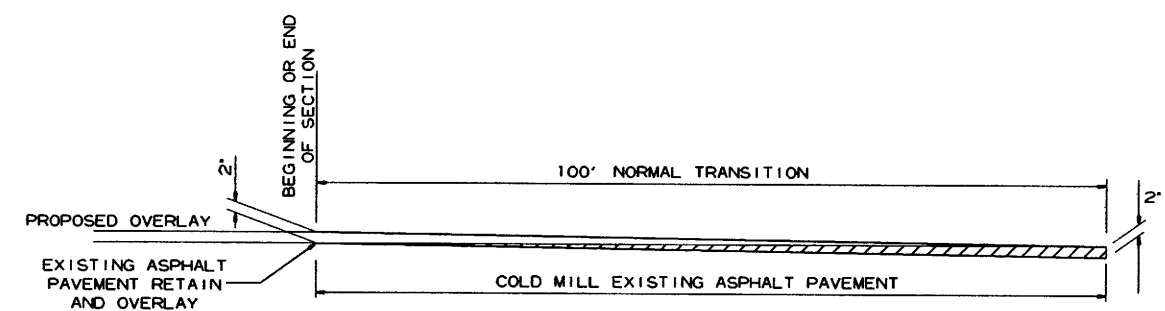 BEGINNING OR END
OF SECTION
2"
100' NORMAL TRANSITION
2"
PROPOSED OVERLAY
EXISTING ASPHALT
PAVEMENT RETAIN
AND OVERLAY
COLD MILL EXISTING ASPHALT PAVEMENT